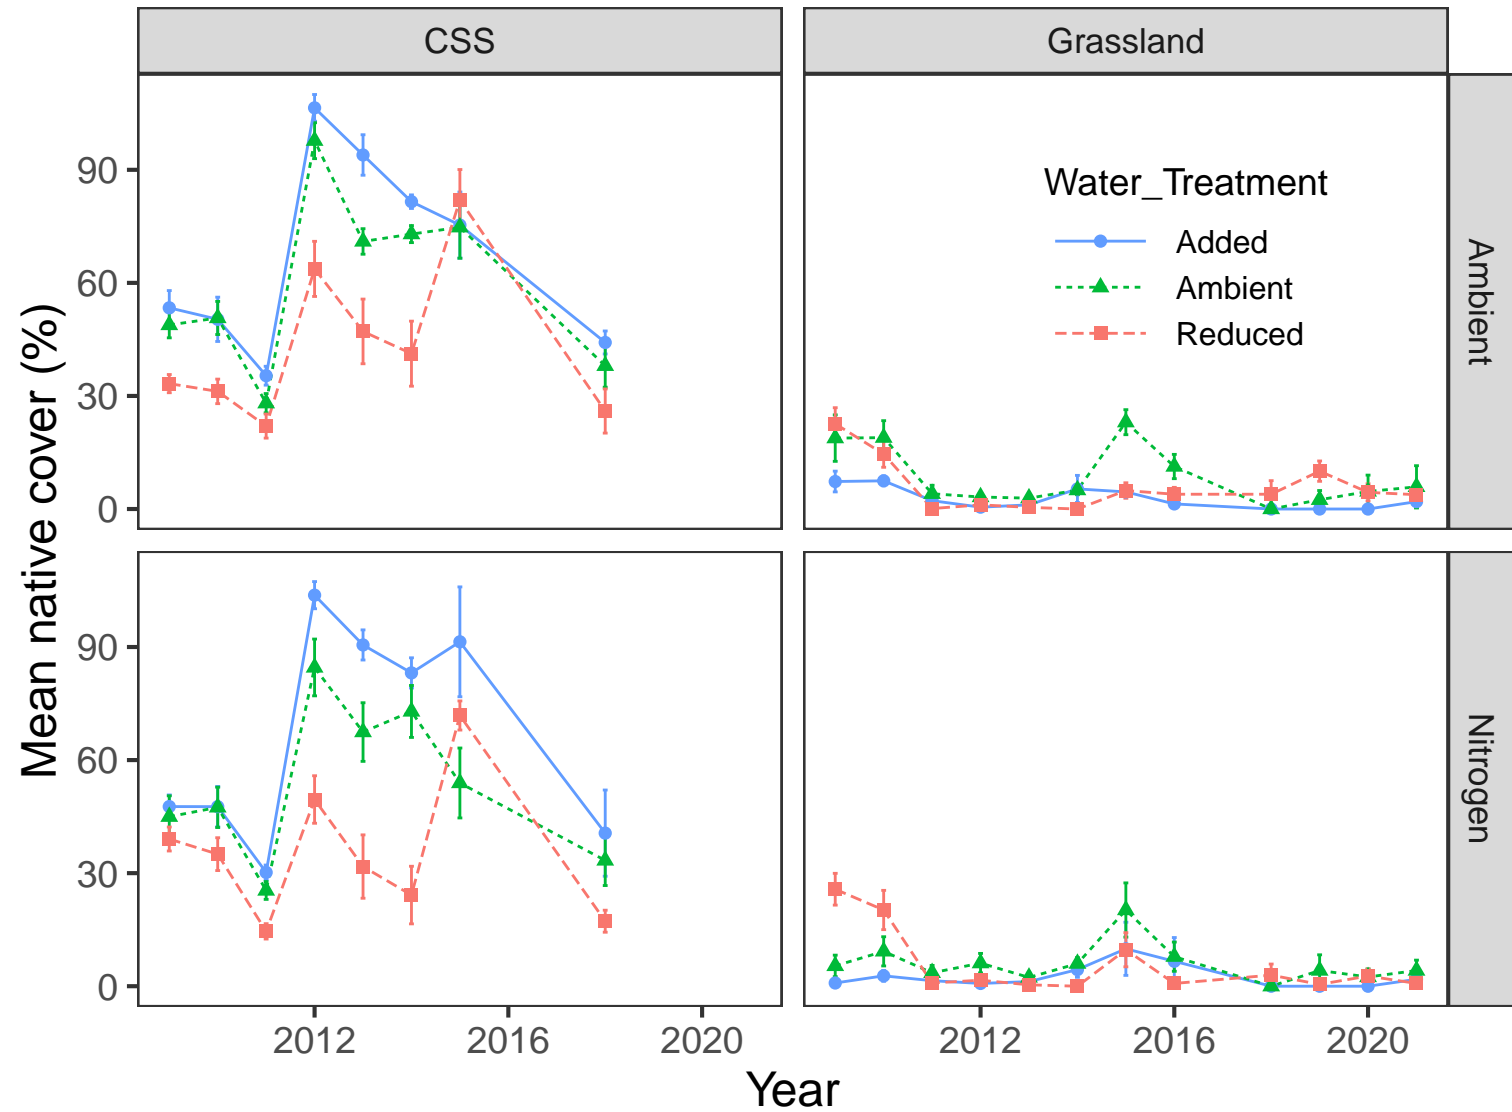 CSS
Grassland
Mean native cover (%)
90
60
30
0
Water_Treatment
Added
Ambient
Reduced
Ambient
90
60
30
0
Nitrogen
2012
2016
2020
2012
2016
2020
Year